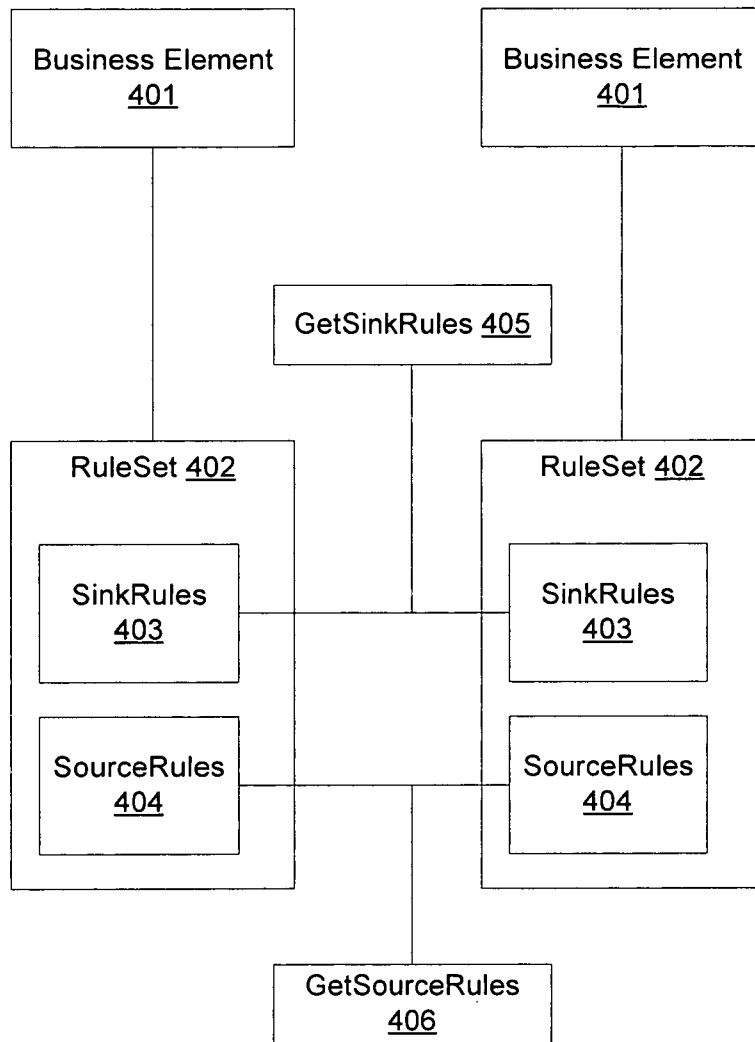 Business Element
401
Business Element
401
GetSinkRules 405
RuleSet 402
RuleSet 402
SinkRules
403
SinkRules
403
SourceRules
404
SourceRules
404
GetSourceRules
406